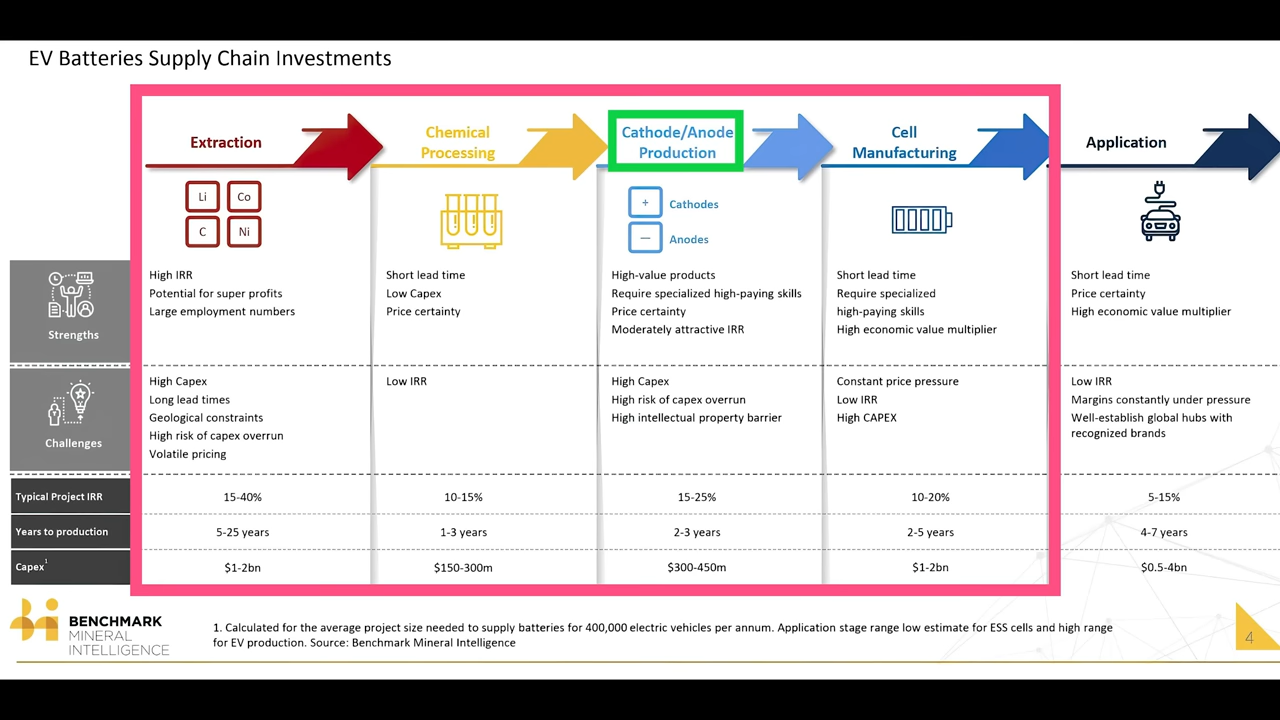 EV Batteries Supply Chain Investments
Extraction
Chemical
Processing
Cathode/Anode
Production
Cell
Manufacturing
Application
Li
Co
C
Ni
+
Cathodes
—
Anodes
Strengths
High IRR
Potential for super profits
Large employment numbers
Short lead time
Low Capex
Price certainty
High-value products
Require specialized high-paying skills
Price certainty
Moderately attractive IRR
Short lead time
Require specialized
high-paying skills
High economic value multiplier
Short lead time
Price certainty
High economic value multiplier
Challenges
High Capex
Long lead times
Geological constraints
High risk of capex overrun
Volatile pricing
Low IRR
High Capex
High risk of capex overrun
High intellectual property barrier
Constant price pressure
Low IRR
High CAPEX
Low IRR
Margins constantly under pressure
Well-establish global hubs with
recognized brands
Typical Project IRR
15-40%
10-15%
15-25%
10-20%
5-15%
Years to production
5-25 years
1-3 years
2-3 years
2-5 years
4-7 years
Capex1
$1-2bn
$150-300m
$300-450m
$1-2bn
$0.5-4bn
BENCHMARK
MINERAL
INTELLIGENCE
1. Calculated for the average project size needed to supply batteries for 400,000 electric vehicles per annum. Application stage range low estimate for ESS cells and high range
for EV production. Source: Benchmark Mineral Intelligence
4